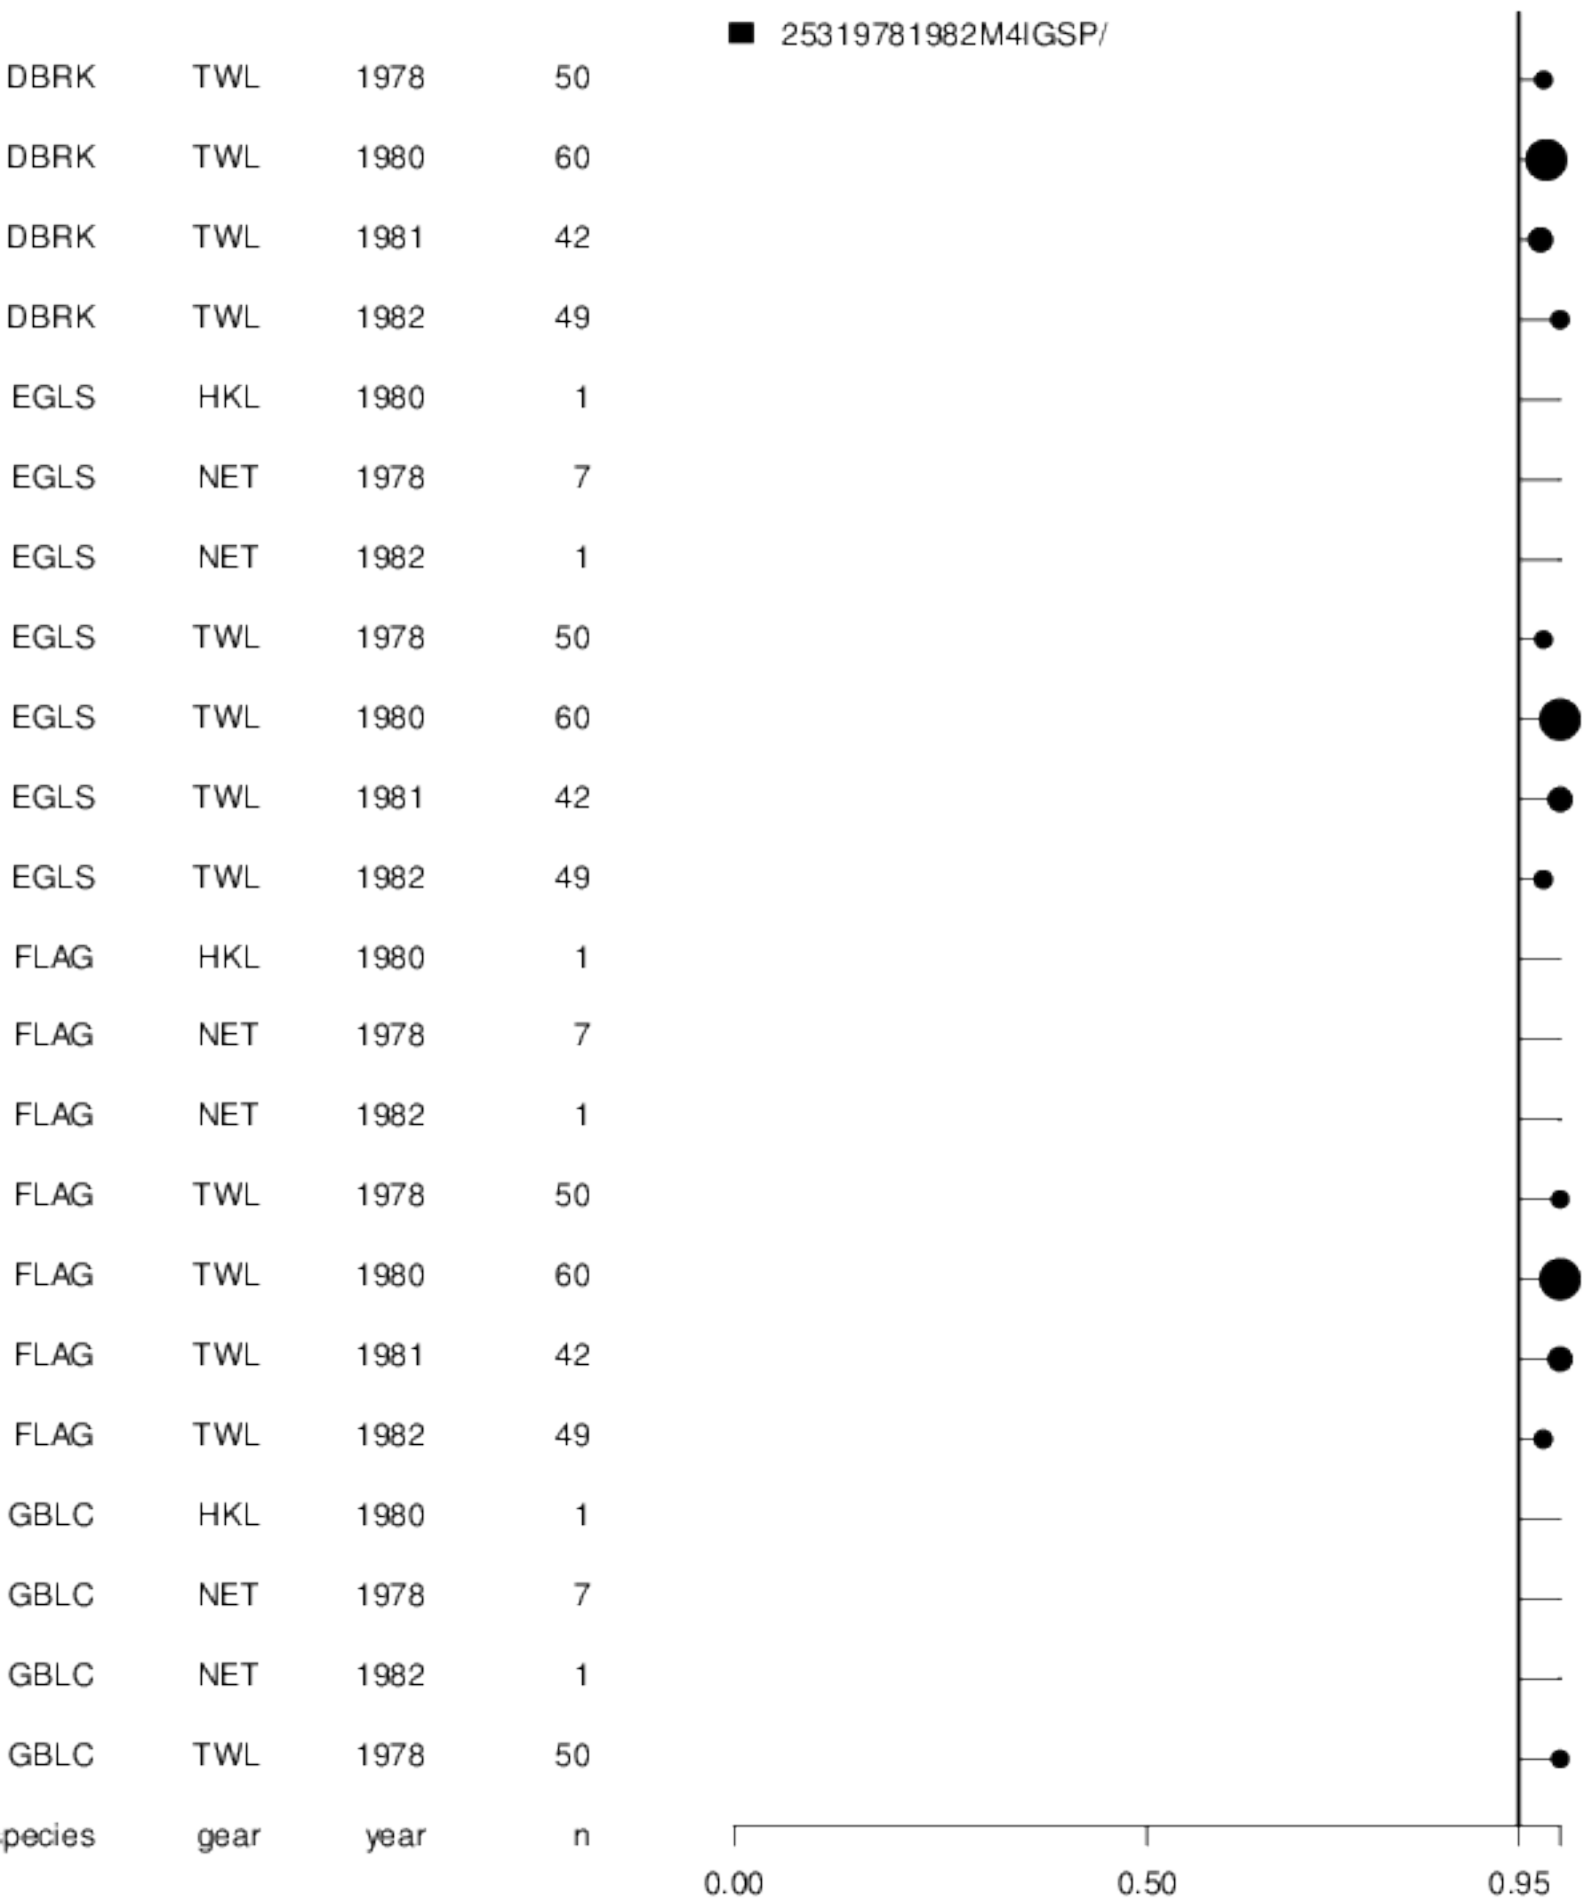 25319781982M4IGSP/
DBRK TWL 1978 50
DBRK TWL 1980 60
DBRK TWL 1981 42
DBRK TWL 1982 49
EGLS HKL 1980 1
EGLS NET 1978 7
EGLS NET 1982 1
EGLS TWL 1978 50
EGLS TWL 1980 60
EGLS TWL 1981 42
EGLS TWL 1982 49
FLAG HKL 1980 1
FLAG NET 1978 7
FLAG NET 1982 1
FLAG TWL 1978 50
FLAG TWL 1980 60
FLAG TWL 1981 42
FLAG TWL 1982 49
GBLC HKL 1980 1
GBLC NET 1978 7
GBLC NET 1982 1
GBLC TWL 1978 50
pecies gear year n
0.00 0.50 0.95